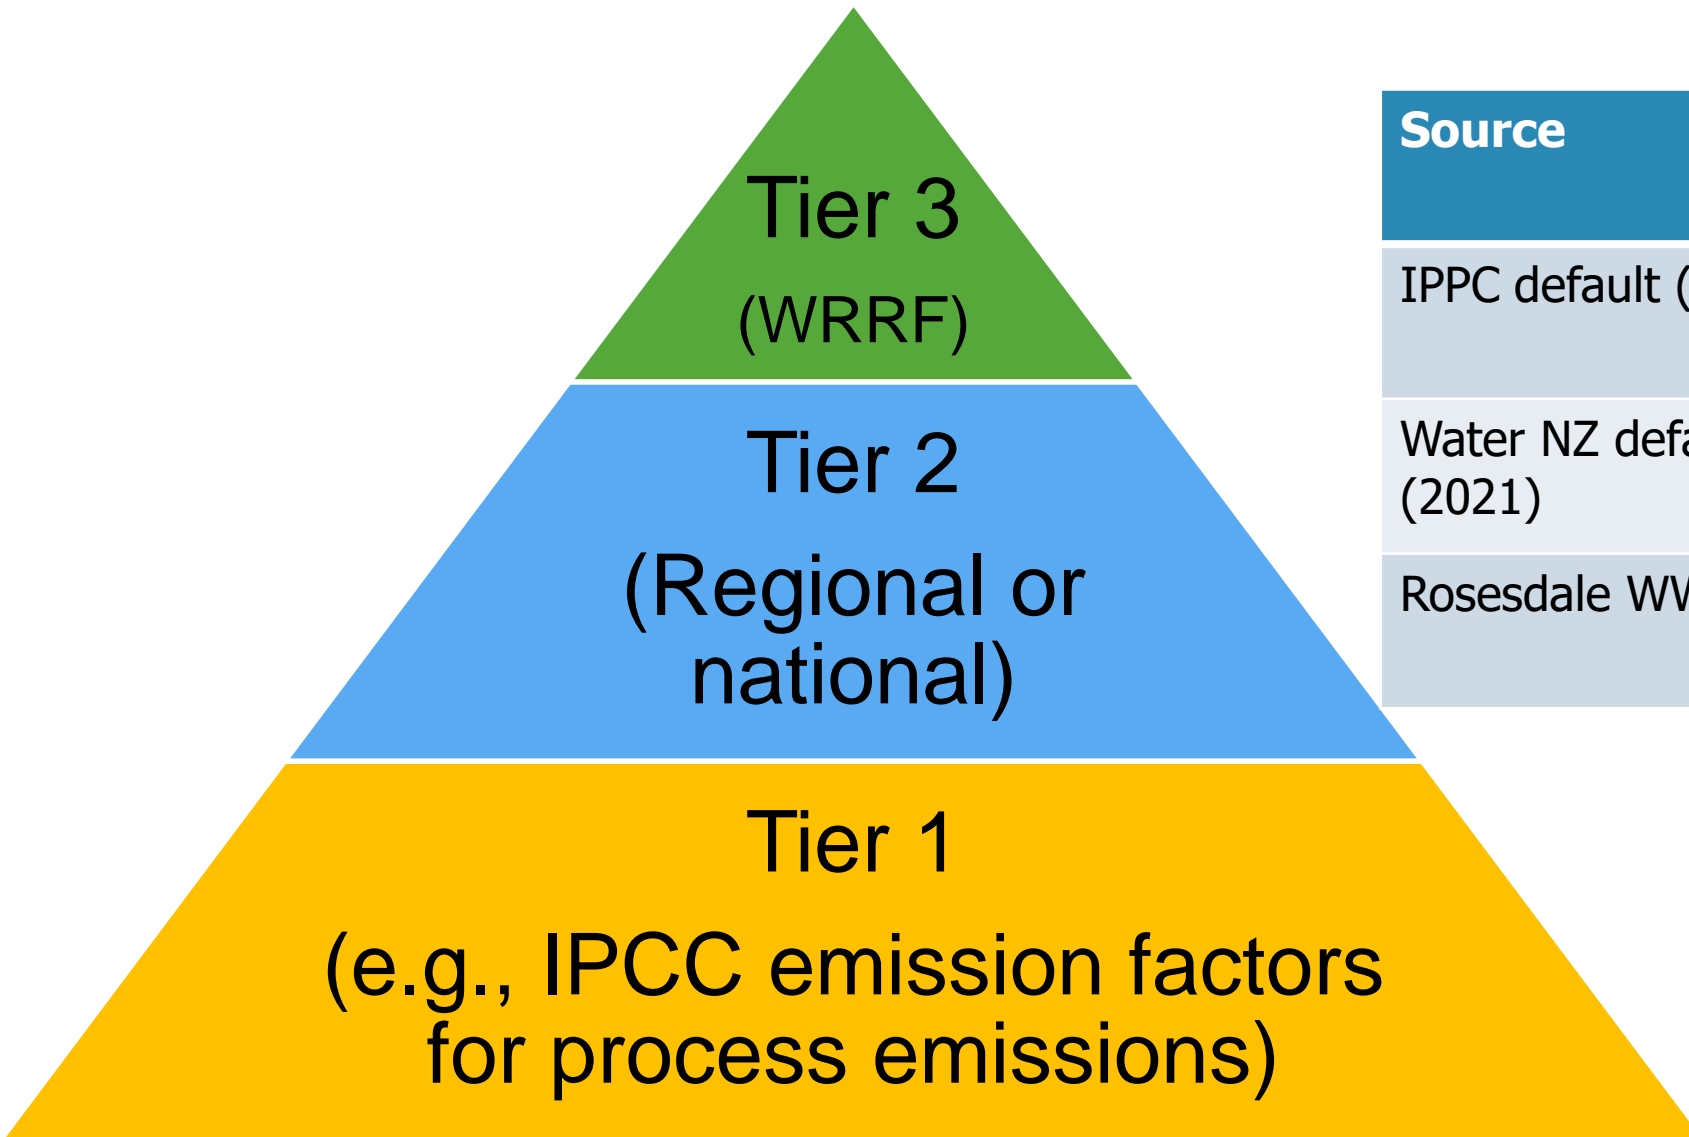 Tier 3
(WRRF)
Tier 2
(Regional or
national)
Tier 1
(e.g., IPCC emission factors
for process emissions)
Source
IPPC default (
Water NZ
(2021)
Rosesdale